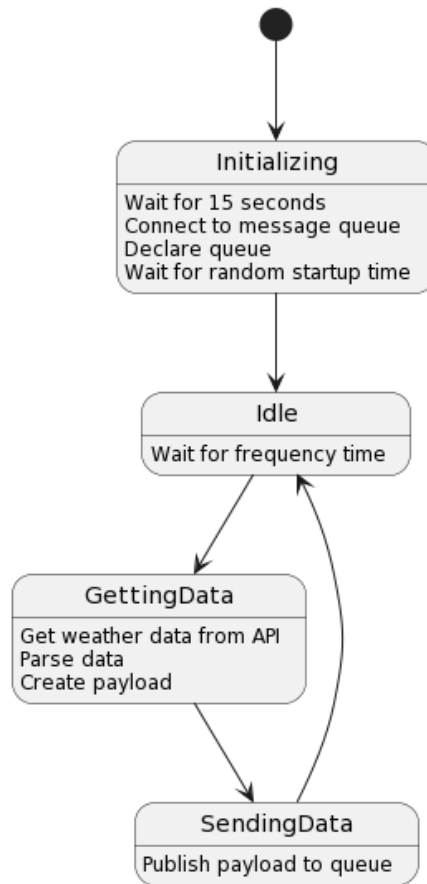 Initializing
Wait for 15 seconds
Connect to message queue
Declare queue
Wait for random startup time
Idle
Wait for frequency time
GettingData
Get weather data from API
Parse data
Create payload
SendingData
Publish payload to queue